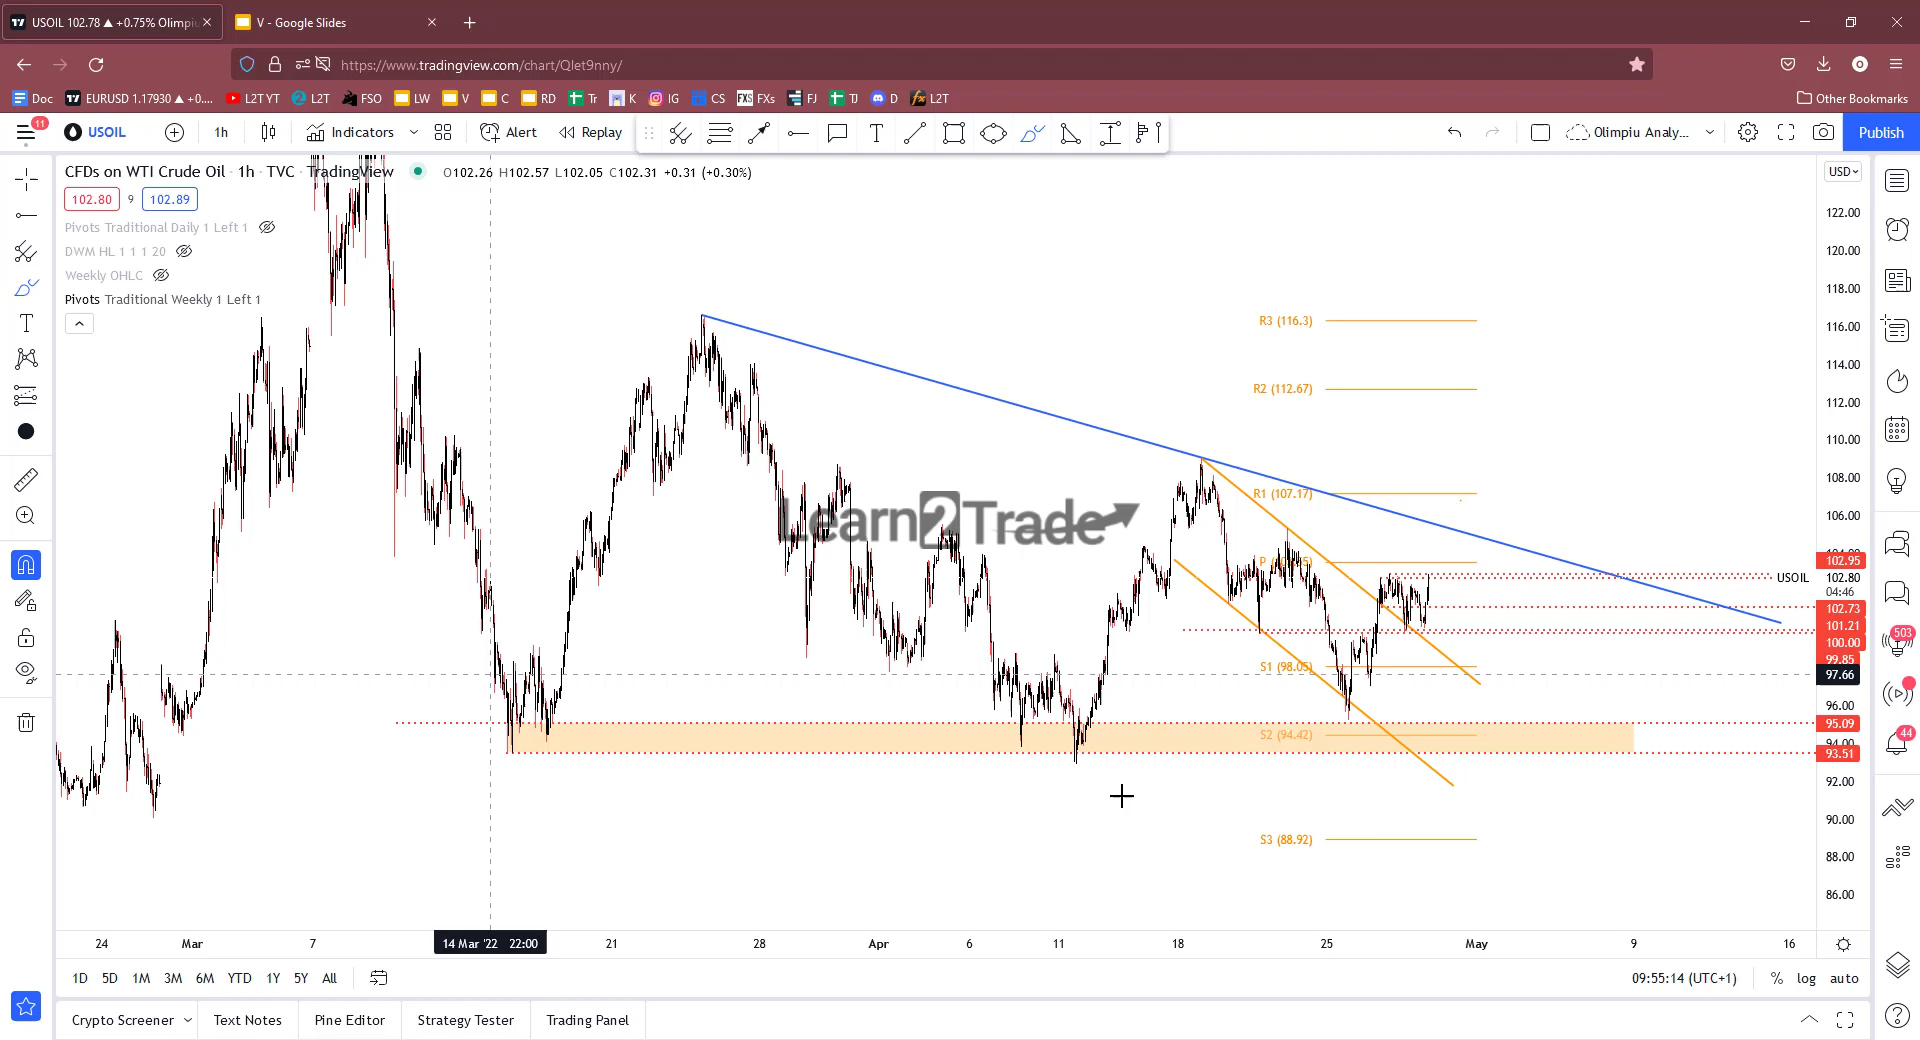 USOIL 102.78 ▲ +0.75% Olimpiu
V - Google Slides
https://www.tradingview.com/chart/QIet9nny/
Doc
EURUSD 1.17930 ▲ +0....
L2T YT
L2T
FSO
LW
V
C
RD
Tr
K
IG
CS
FXS FXs
FJ
TJ
D
L2T
Other Bookmarks
11
USOIL
1h
Indicators
Alert
Replay
Olimpiu Analy...
Publish
CFDs on WTI Crude Oil · 1h · TVC · TradingView
O102.26 H102.57 L102.05 C102.31 +0.31 (+0.30%)
USD
102.80
9
102.89
Pivots Traditional Daily 1 Left 1
DWM HL 1 1 1 20
Weekly OHLC
Pivots Traditional Weekly 1 Left 1
Learn2Trade
R3 (116.3)
R2 (112.67)
R1 (107.17)
P
S1 (98.05)
S2 (94.42)
S3 (88.92)
122.00
120.00
118.00
116.00
114.00
112.00
110.00
108.00
106.00
104.00
102.95
USOIL
102.80
04:46
102.73
101.21
100.00
99.85
97.66
96.00
95.09
94.00
93.51
92.00
90.00
88.00
86.00
503
44
24
Mar
7
14 Mar '22 22:00
21
28
Apr
6
11
18
25
May
9
16
1D
5D
1M
3M
6M
YTD
1Y
5Y
All
09:55:14 (UTC+1)
%
log
auto
Crypto Screener
Text Notes
Pine Editor
Strategy Tester
Trading Panel